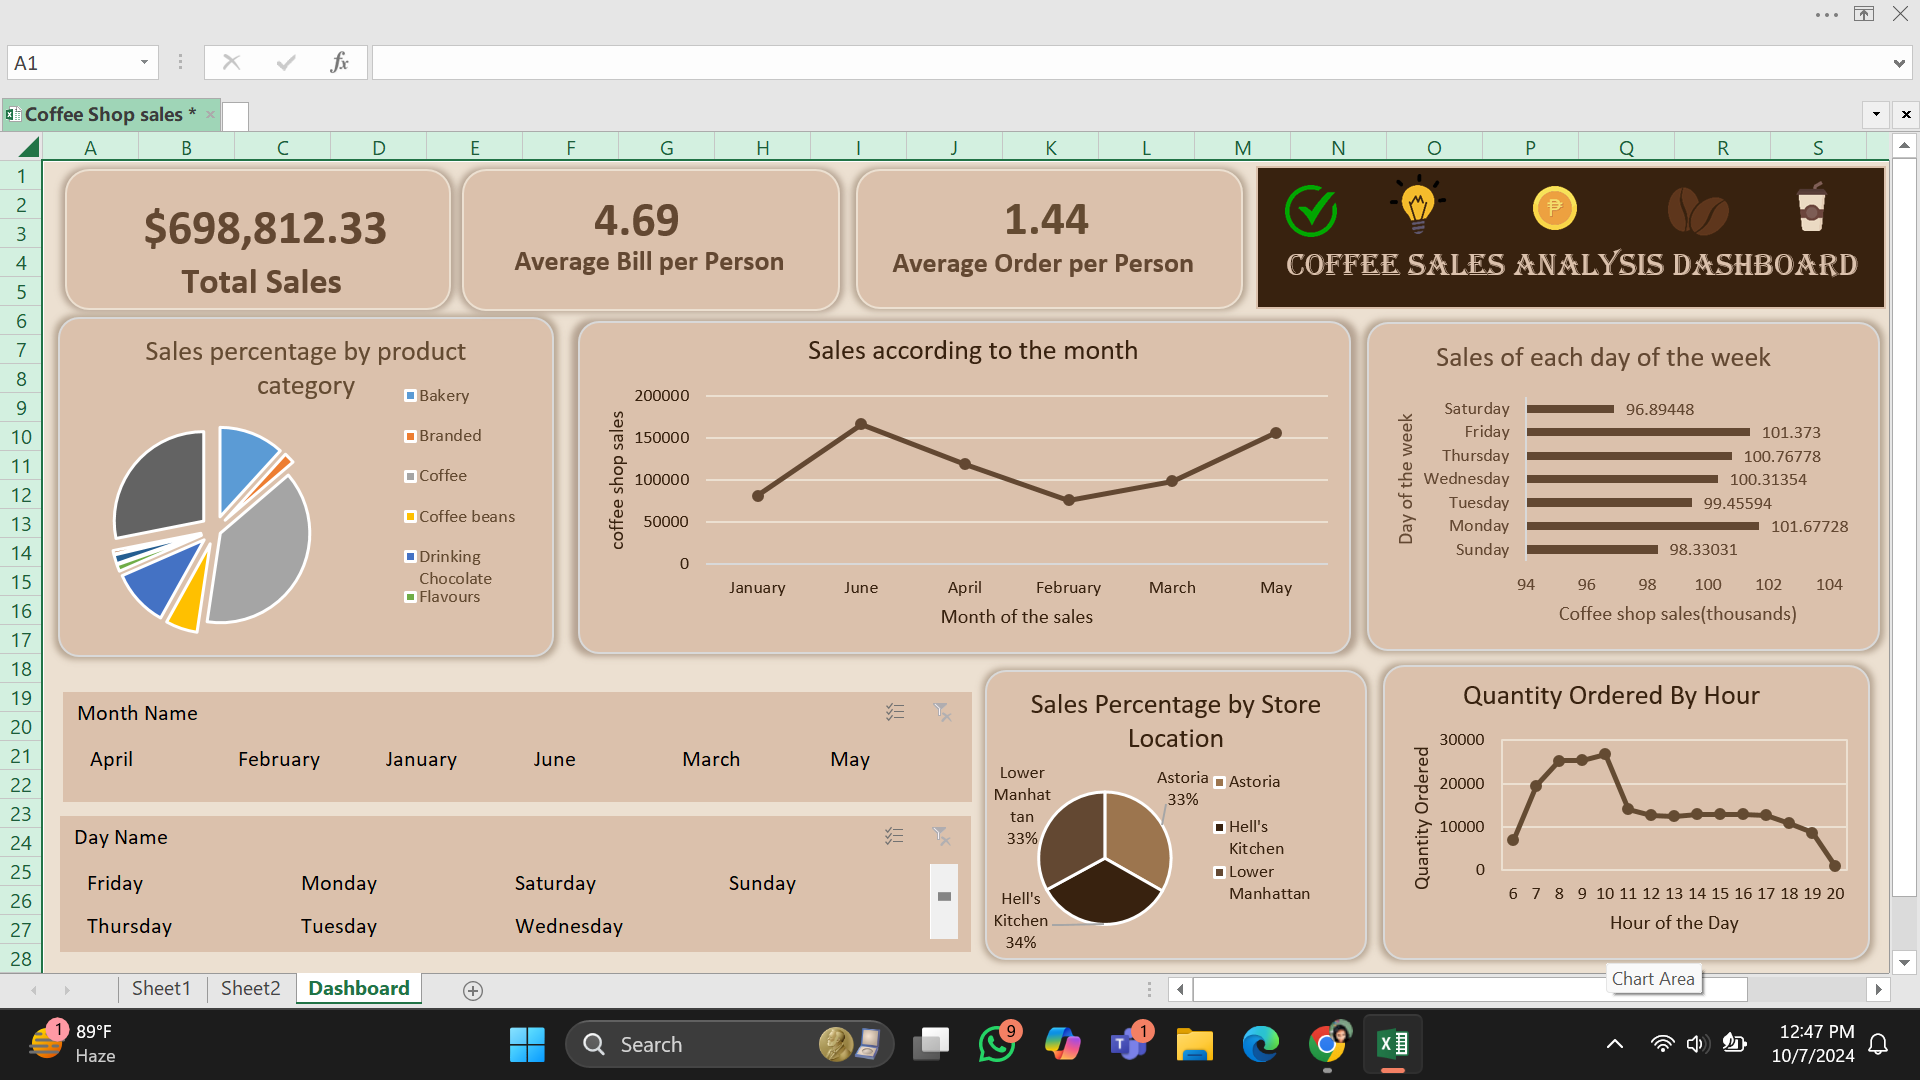 A1
fx
Coffee Shop sales *
A B C D E F G H I J K L M N O P Q R S
1
2
3
4
5
6
7
8
9
10
11
12
13
14
15
16
17
18
19
20
21
22
23
24
25
26
27
28
$698,812.33
Total Sales
4.69
Average Bill per Person
1.44
Average Order per Person
COFFEE SALES ANALYSIS DASHBOARD
Sales percentage by product
category
Bakery
Branded
Coffee
Coffee beans
Drinking
Chocolate
Flavours
Sales according to the month
coffee shop sales
200000
150000
100000
50000
0
January June April February March May
Month of the sales
Sales of each day of the week
Day of the week
Saturday 96.89448
Friday 101.373
Thursday 100.76778
Wednesday 100.31354
Tuesday 99.45594
Monday 101.67728
Sunday 98.33031
94 96 98 100 102 104
Coffee shop sales(thousands)
Month Name
April February January June March May
Day Name
Friday Monday Saturday Sunday
Thursday Tuesday Wednesday
Sales Percentage by Store
Location
Lower
Manhat
tan
33%
Astoria
33%
Hell's
Kitchen
34%
Astoria
Hell's
Kitchen
Lower
Manhattan
Quantity Ordered By Hour
Quantity Ordered
30000
20000
10000
0
6 7 8 9 10 11 12 13 14 15 16 17 18 19 20
Hour of the Day
Chart Area
Sheet1 Sheet2 Dashboard
1
89°F
Haze
Search
9
1
12:47 PM
10/7/2024